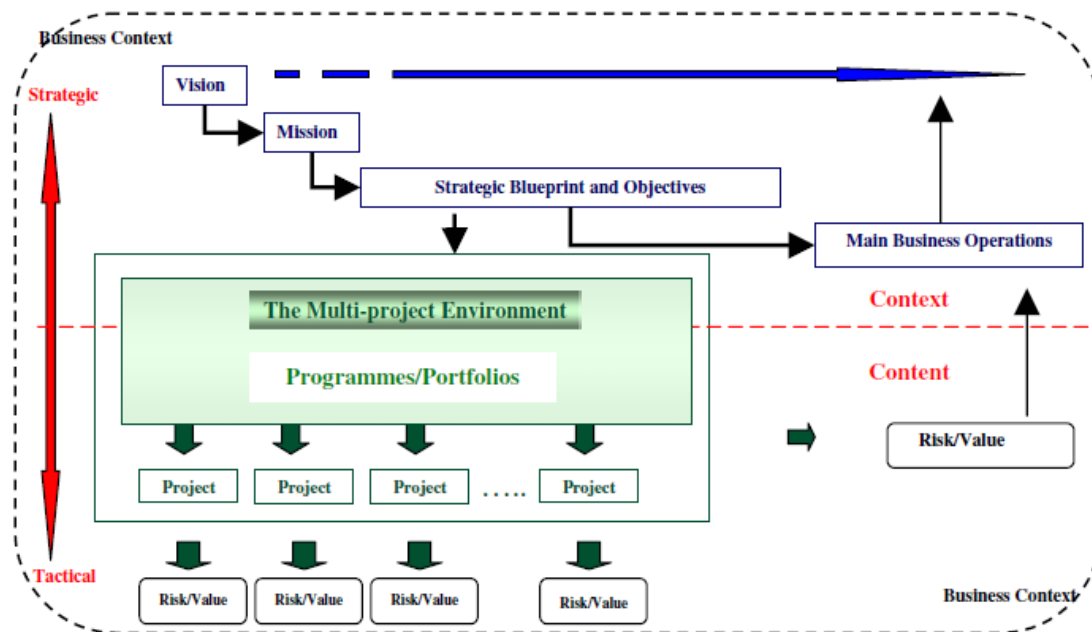 Business Context
Vision
Strategic
Mission
Strategic Blueprint and Objectives
Main Business Operations
The Multi-project Environment
Context
Programmes/Portfolios
Content
Risk/Value
Project
Project
Project
.....
Project
Tactical
Risk/Value
Risk/Value
Risk/Value
Risk/Value
Business Context